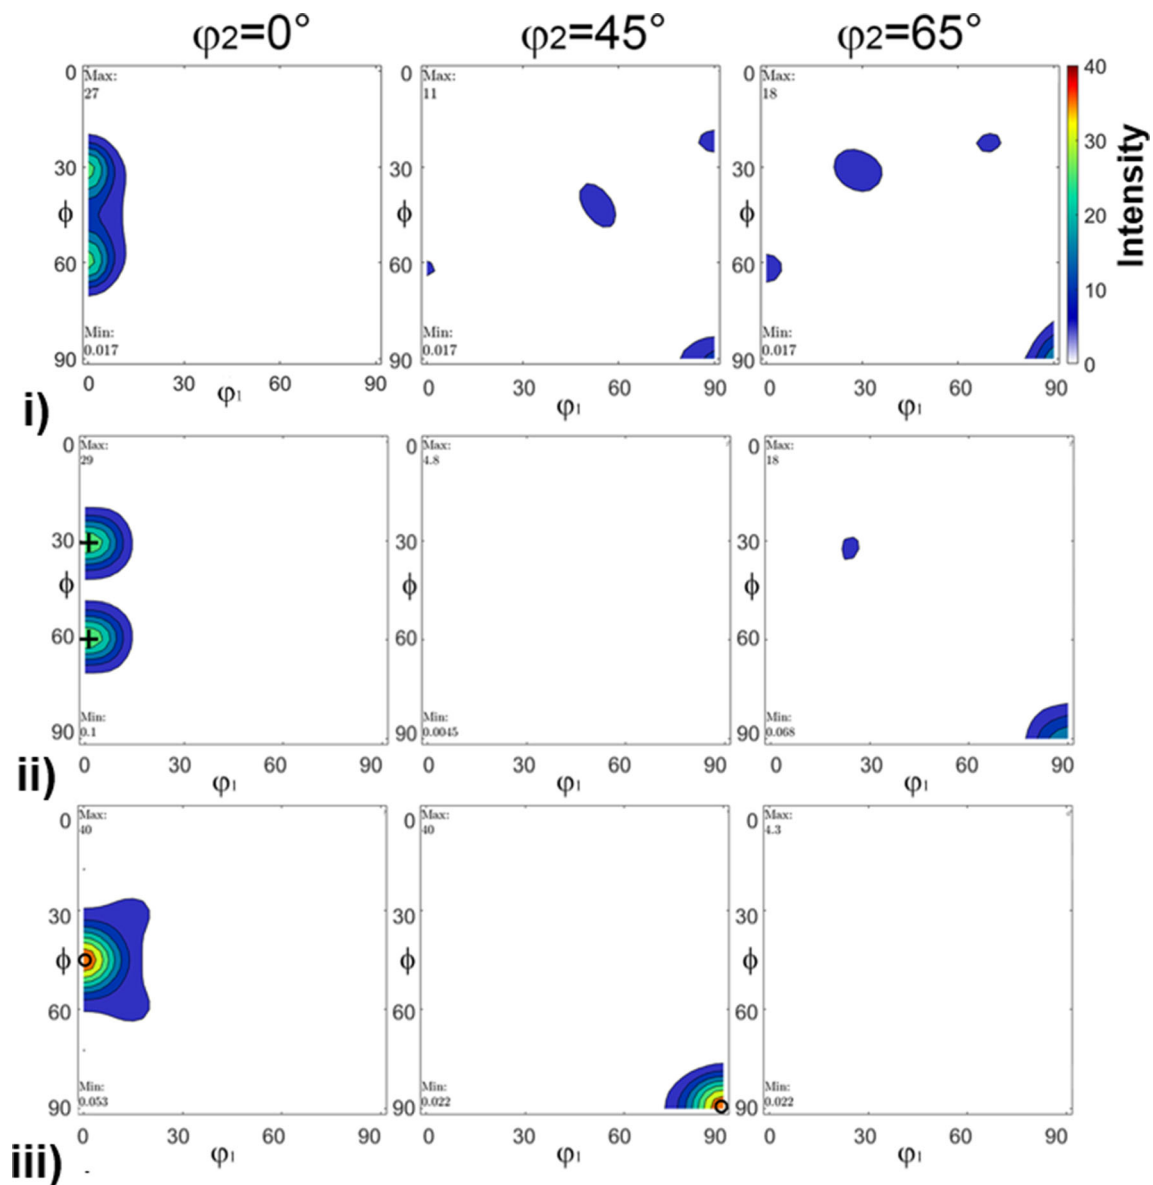 φ2=0° φ2=45° φ2=65°
0 Max: 0 Max: 0 Max: 40
27 11 18
30 30 30 30
ϕ ϕ ϕ 20 Intensity
60 60 60 10
Min: Min: Min:
90 0.017 90 0.017 90 0.017 0
0 30 60 90 0 30 60 90 0 30 60 90
i) φ1 φ1 φ1
0 Max: 0 Max: 0 Max:
29 4.8 18
30 30 30
ϕ ϕ ϕ
60 60 60
Min: Min: Min:
90 0.1 90 0.0045 90 0.068
0 30 60 90 0 30 60 90 0 30 60 90
ii) φ1 φ1 φ1
0 Max: 0 Max: 0 Max:
40 40 4.3
30 30 30
ϕ ϕ ϕ
60 60 60
Min: Min: Min:
90 0.053 90 0.022 90 0.022
0 30 60 90 0 30 60 90 0 30 60 90
iii) φ1 φ1 φ1